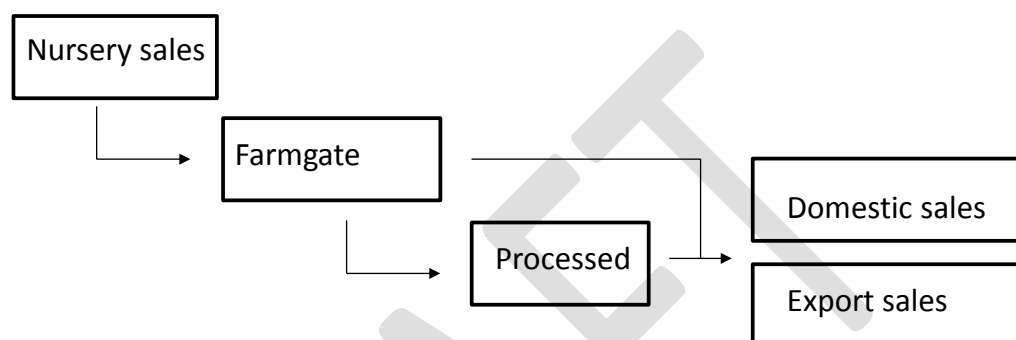 Nursery sales
Farmgate
Domestic sales
Processed
Export sales